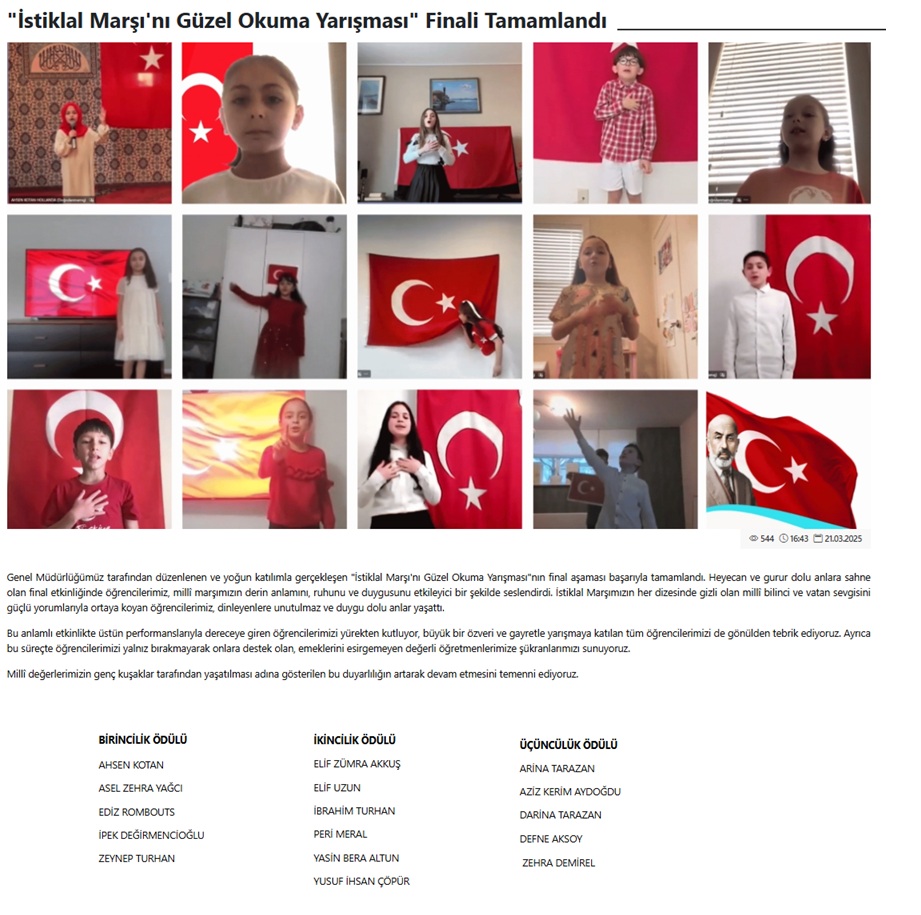 "İstiklal Marşı'nı Güzel Okuma Yarışması" Finali Tamamlandı
544 16:43 21.03.2025
Genel Müdürlüğümüz tarafından düzenlenen ve yoğun katılımla gerçekleşen "İstiklal Marşı'nı Güzel Okuma Yarışması"nın final aşaması başarıyla tamamlandı. Heyecan ve gurur dolu anlara sahne
olan final etkinliğinde öğrencilerimiz, millî marşımızın derin anlamını, ruhunu ve duygusunu etkileyici bir şekilde seslendirdi. İstiklal Marşımızın her dizesinde gizli olan millî bilinci ve vatan sevgisini
güçlü yorumlarıyla ortaya koyan öğrencilerimiz, dinleyenlere unutulmaz ve duygu dolu anlar yaşattı.
Bu anlamlı etkinlikte üstün performanslarıyla dereceye giren öğrencilerimizi yürekten kutluyor, büyük bir özveri ve gayretle yarışmaya katılan tüm öğrencilerimizi de gönülden tebrik ediyoruz. Ayrıca
bu süreçte öğrencilerimizi yalnız bırakmayarak onlara destek olan, emeklerini esirgemeyen değerli öğretmenlerimize şükranlarımızı sunuyoruz.
Millî değerlerimizin genç kuşaklar tarafından yaşatılması adına gösterilen bu duyarlılığın artarak devam etmesini temenni ediyoruz.
BİRİNCİLİK ÖDÜLÜ
AHSEN KOTAN
ASEL ZEHRA YAĞCI
EDİZ ROMBOUTS
İPEK DEĞİRMENCİOĞLU
ZEYNEP TURHAN
İKİNCİLİK ÖDÜLÜ
ELİF ZÜMRA AKKUŞ
ELİF UZUN
İBRAHİM TURHAN
PERİ MERAL
YASİN BERA ALTUN
YUSUF İHSAN ÇÖPÜR
ÜÇÜNCÜLÜK ÖDÜLÜ
ARİNA TARAZAN
AZİZ KERİM AYDOĞDU
DARİNA TARAZAN
DEFNE AKSOY
ZEHRA DEMİREL